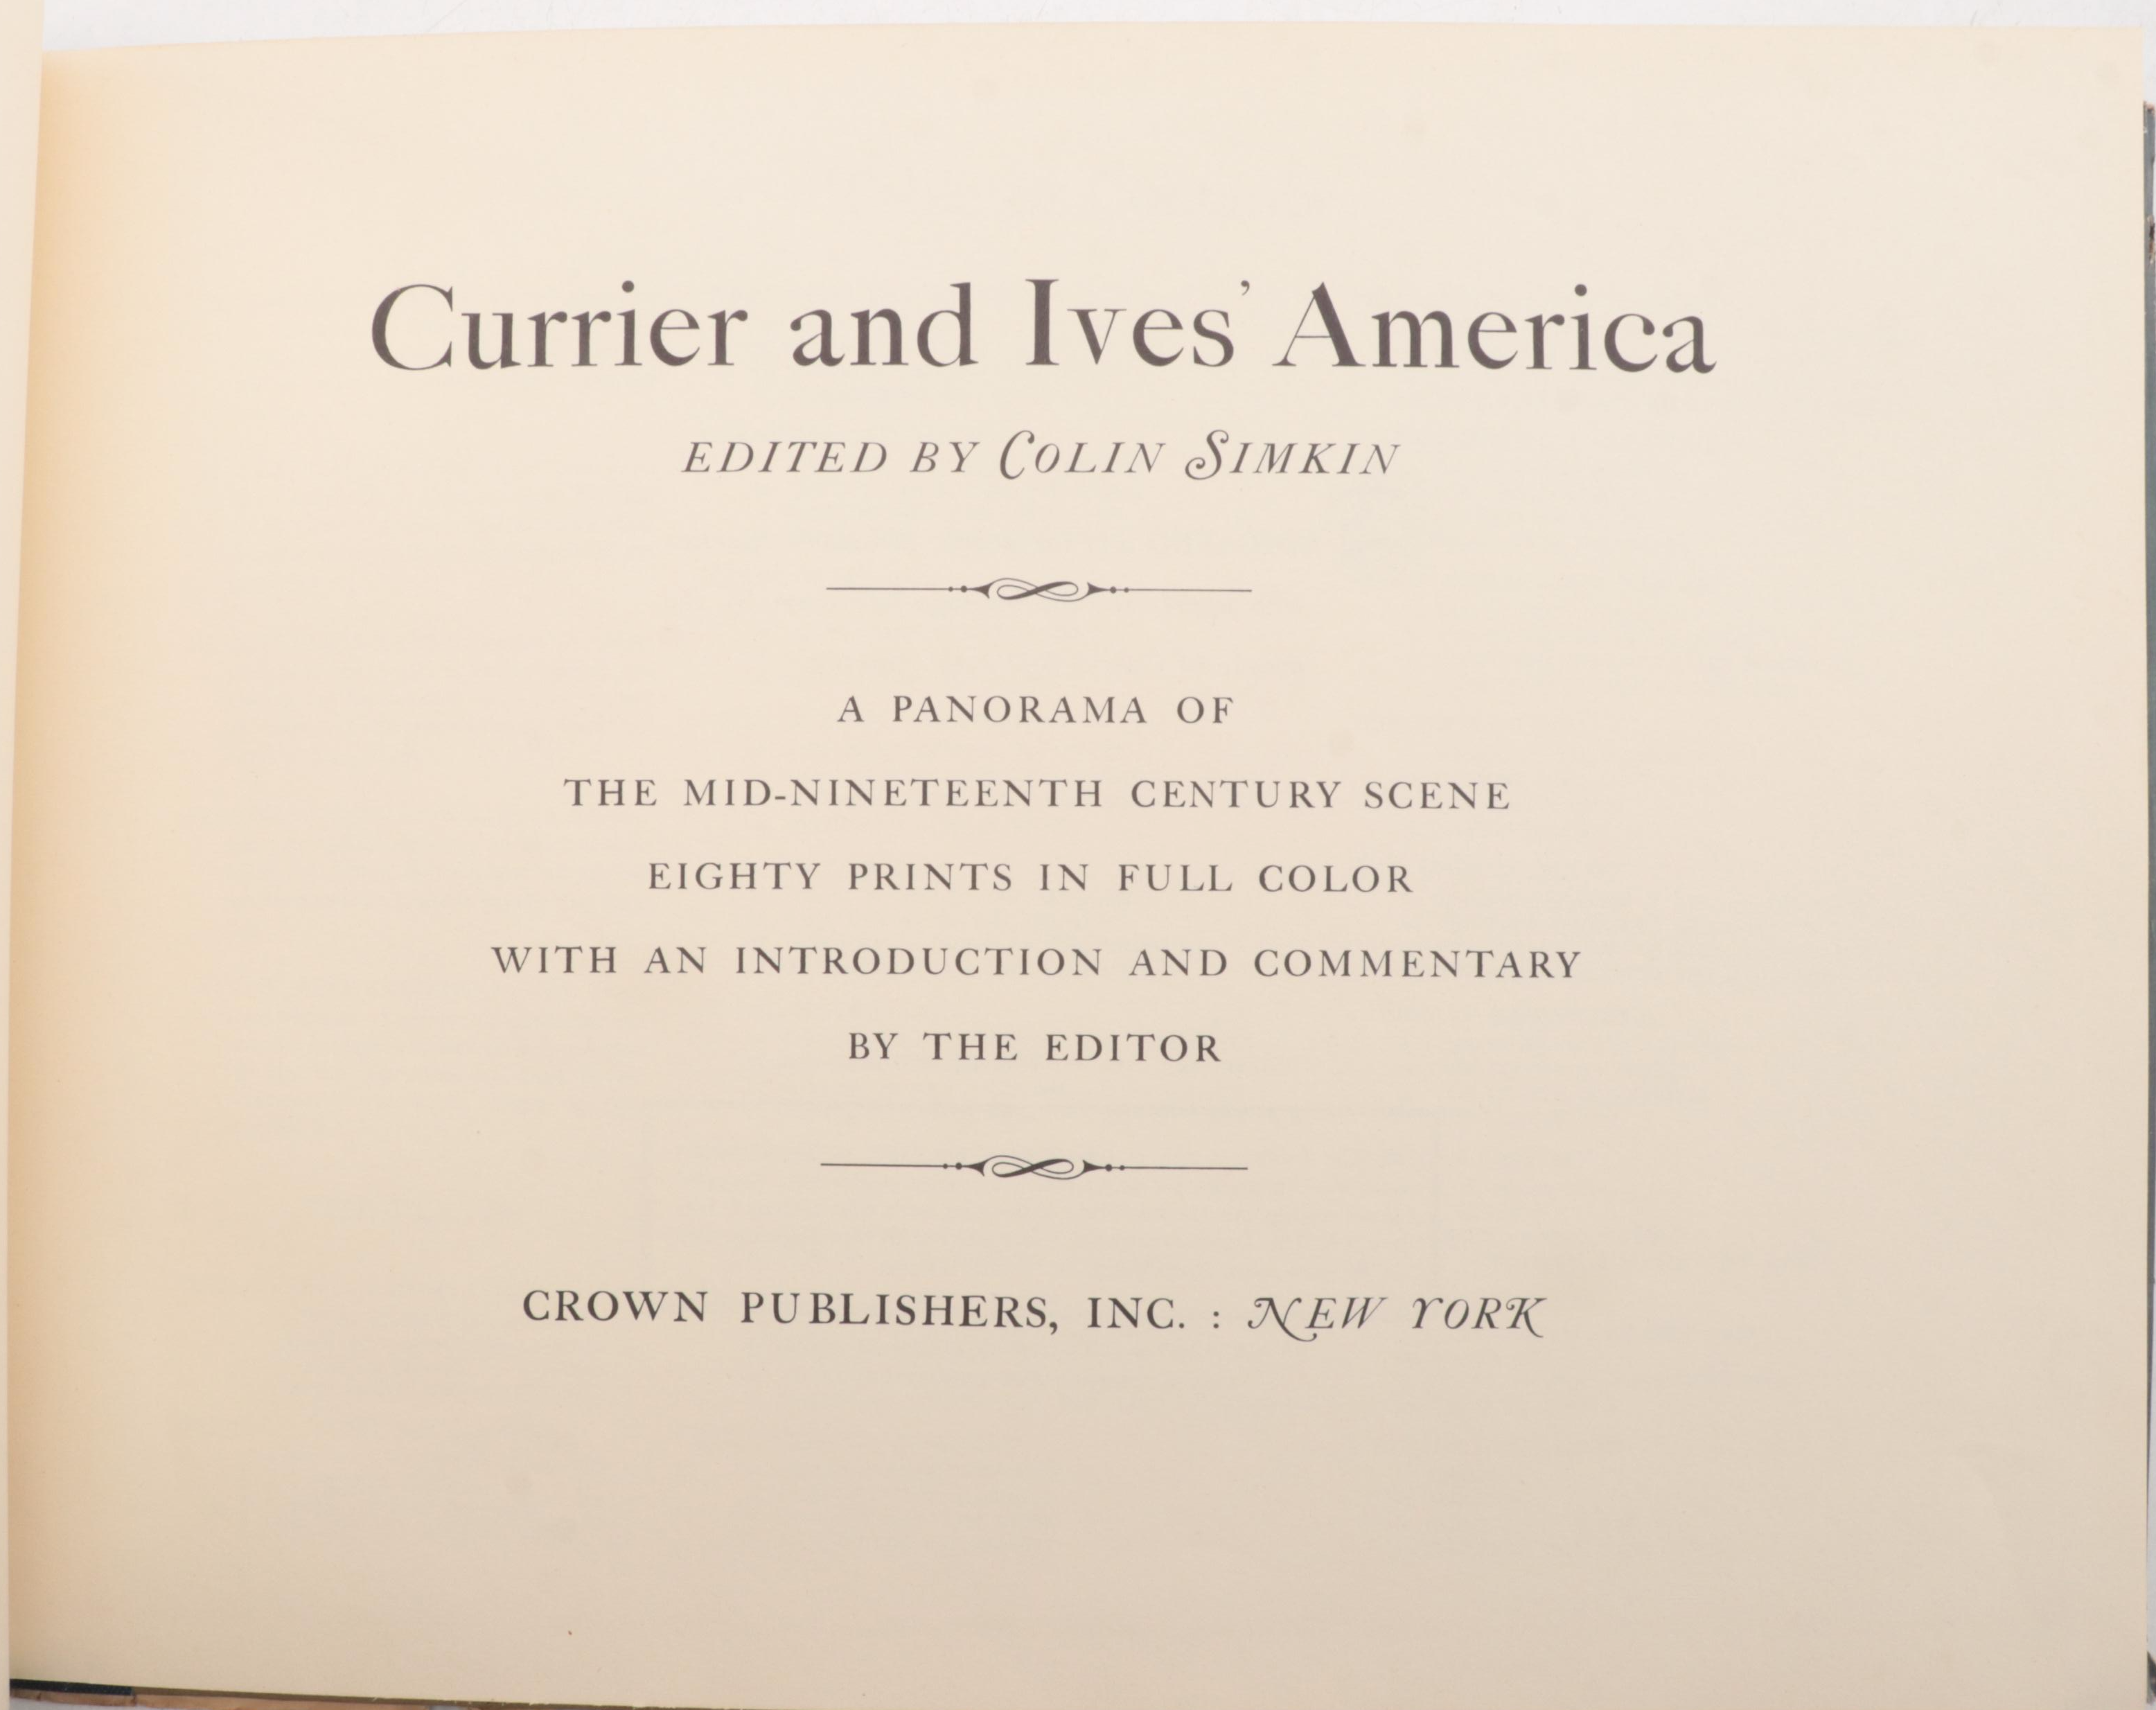 Currier and Ives’ America
EDITED BY COLIN SIMKIN
A PANORAMA OF
THE MID-NINETEENTH CENTURY SCENE
EIGHTY PRINTS IN FULL COLOR
WITH AN INTRODUCTION AND COMMENTARY
BY THE EDITOR
CROWN PUBLISHERS, INC. : NEW YORK